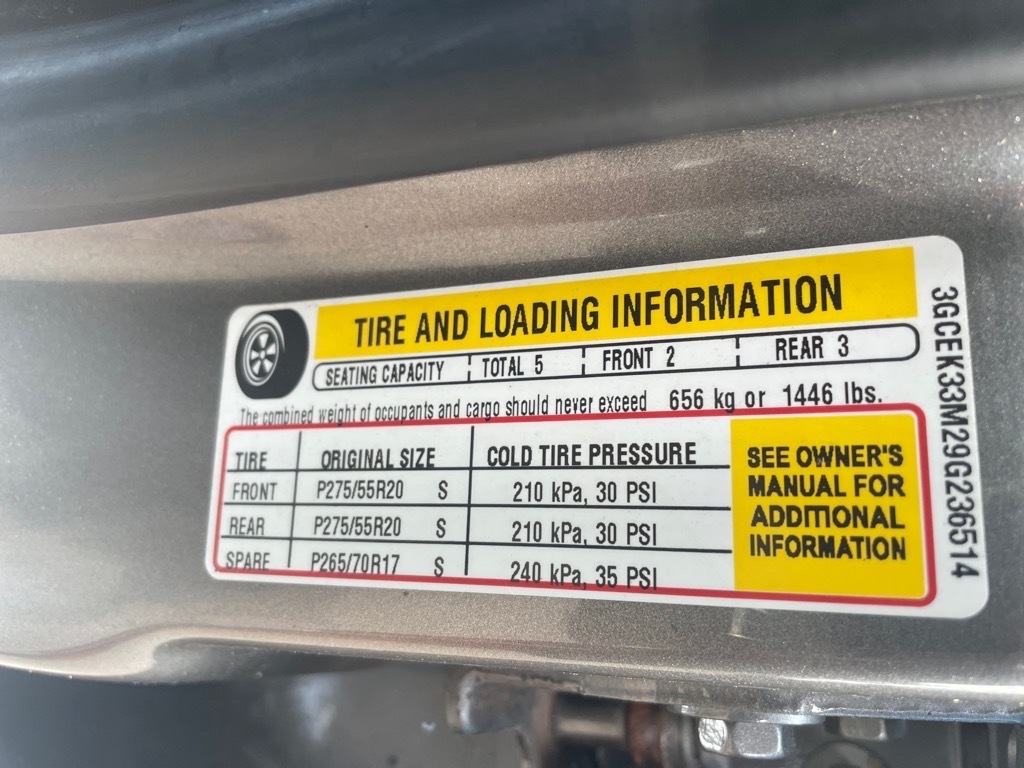 TIRE AND LOADING INFORMATION
SEATING CAPACITY TOTAL 5 FRONT 2 REAR 3
The combined weight of occupants and cargo should never exceed 656 kg or 1446 lbs.
TIRE ORIGINAL SIZE COLD TIRE PRESSURE
FRONT P275/55R20 S 210 kPa, 30 PSI
REAR P275/55R20 S 210 kPa, 30 PSI
SPARE P265/70R17 S 240 kPa, 35 PSI
SEE OWNER'S
MANUAL FOR
ADDITIONAL
INFORMATION
3GCEK33M29G236514